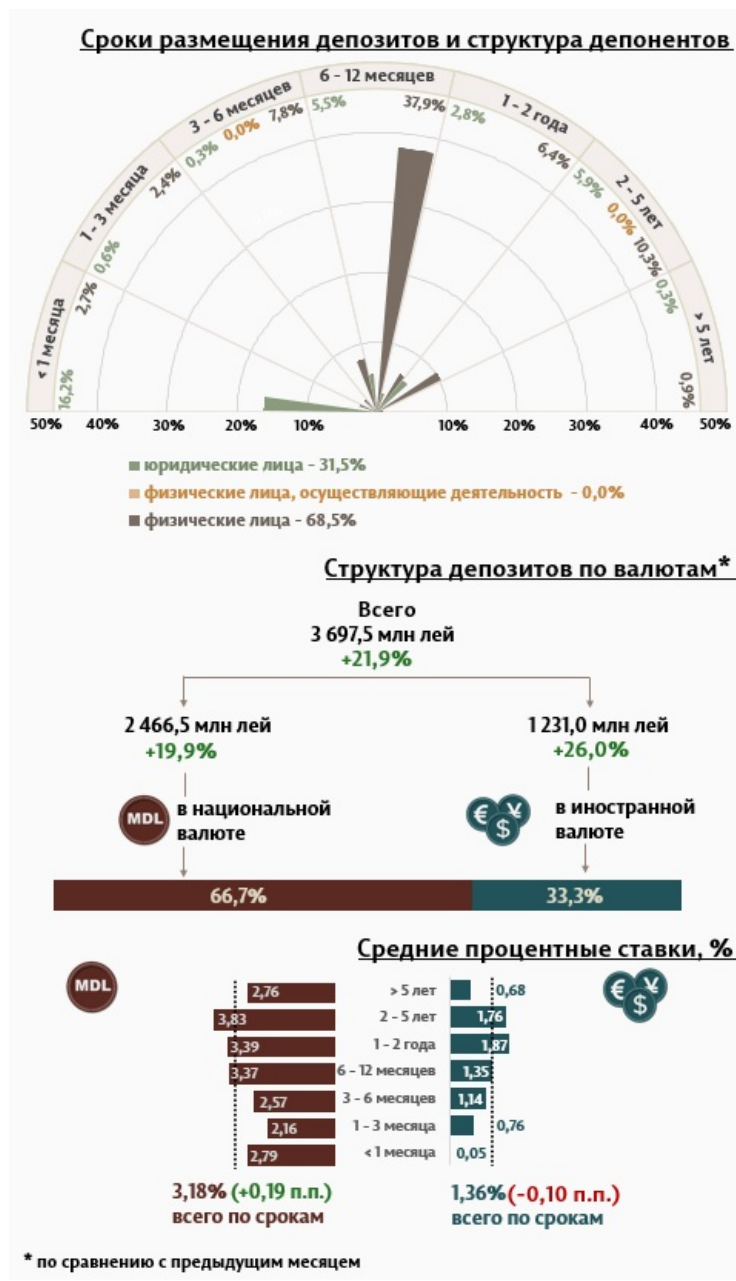 Сроки размещения депозитов и структура депонентов
6 - 12 месяцев
3 - 6 месяцев
1 - 2 года
1 - 3 месяца
2 - 5 лет
< 1 месяца
> 5 лет
16,2%
2,7%
0,6%
2,4%
0,3%
0,0%
7,8%
5,5%
37,9%
2,8%
6,4%
5,9%
0,0%
10,3%
0,3%
0,9%
50% 40% 30% 20% 10% 10% 20% 30% 40% 50%
юридические лица - 31,5%
физические лица, осуществляющие деятельность - 0,0%
физические лица - 68,5%
Структура депозитов по валютам*
Всего
3 697,5 млн лей
+21,9%
2 466,5 млн лей
+19,9%
1 231,0 млн лей
+26,0%
MDL
в национальной
валюте
€ ¥ $
в иностранной
валюте
66,7% 33,3%
Средние процентные ставки, %
MDL
€ ¥ $
2,76 > 5 лет 0,68
3,83 2 - 5 лет 1,76
3,39 1 - 2 года 1,87
3,37 6 - 12 месяцев 1,35
2,57 3 - 6 месяцев 1,14
2,16 1 - 3 месяца 0,76
2,79 < 1 месяца 0,05
3,18% (+0,19 п.п.)
всего по срокам
1,36%(-0,10 п.п.)
всего по срокам
* по сравнению с предыдущим месяцем